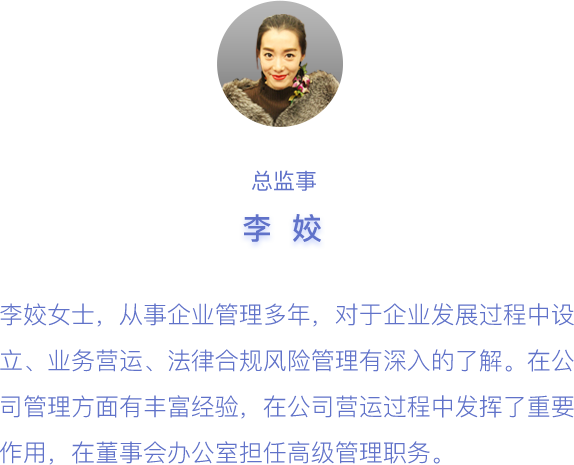 总监事
李 姣
李姣女士，从事企业管理多年，对于企业发展过程中设
立、业务营运、法律合规风险管理有深入的了解。在公
司管理方面有丰富经验，在公司营运过程中发挥了重要
作用，在董事会办公室担任高级管理职务。